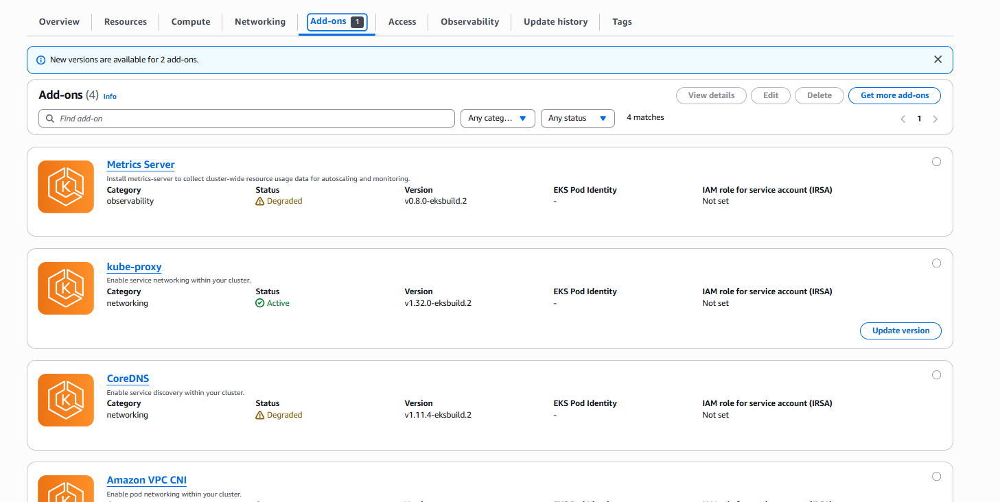 Overview Resources Compute Networking Add-ons 1 Access Observability Update history Tags
New versions are available for 2 add-ons.
Add-ons (4) Info View details Edit Delete Get more add-ons
Find add-on Any categ... Any status 4 matches 1
Metrics Server
Install metrics-server to collect cluster-wide resource usage data for autoscaling and monitoring.
Category Status Version EKS Pod Identity IAM role for service account (IRSA)
observability Degraded v0.8.0-eksbuild.2 - Not set
K
kube-proxy
Enable service networking within your cluster.
Category Status Version EKS Pod Identity IAM role for service account (IRSA)
K
networking Active v1.32.0-eksbuild.2 - Not set
Update version
CoreDNS
Enable service discovery within your cluster.
Category Status Version EKS Pod Identity IAM role for service account (IRSA)
K
networking Degraded v1.11.4-eksbuild.2 - Not set
Amazon VPC CNI
Enable pod networking within your cluster.